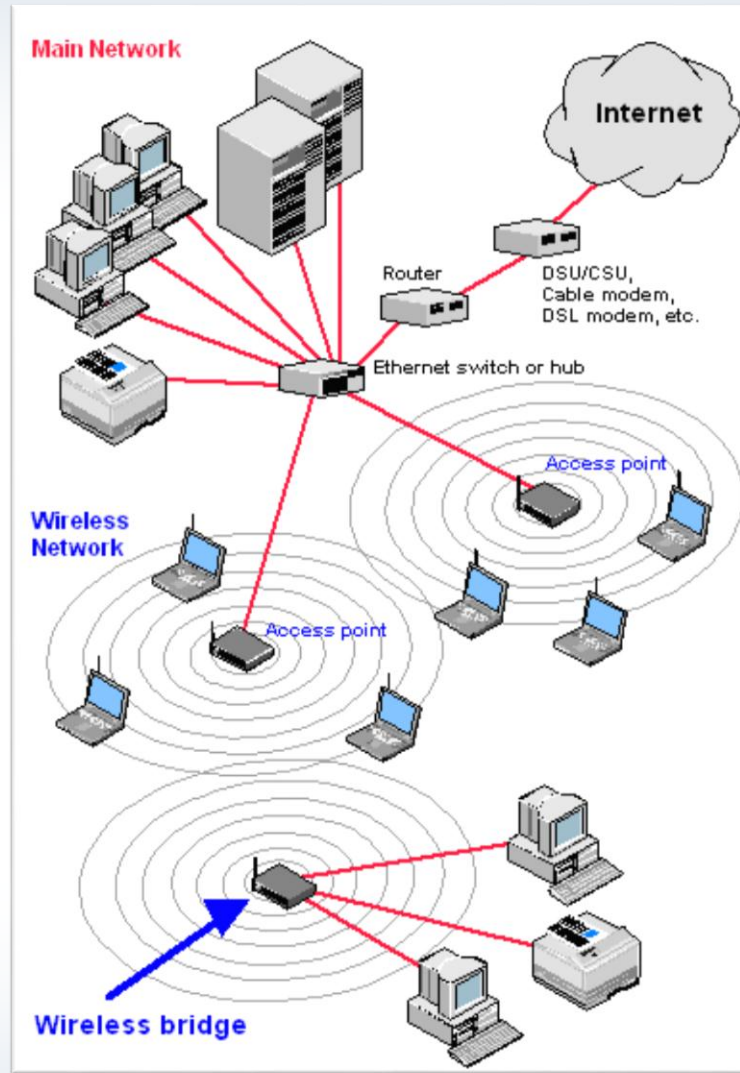 Main Network
Internet
Router
DSU/CSU,
Cable modem,
DSL modem, etc.
Ethernet switch or hub
Access point
Wireless
Network
Access point
Wireless bridge